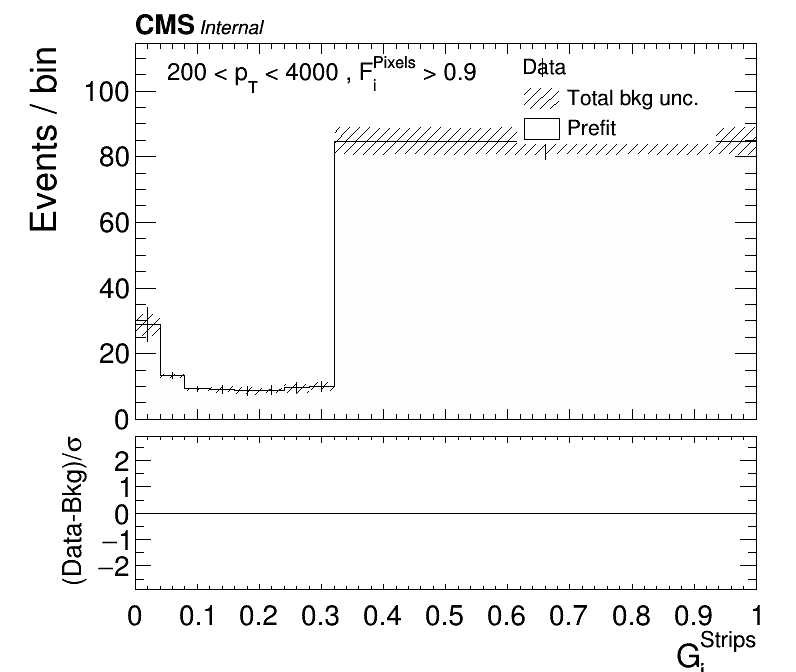 CMS Internal
Events / bin
200 < p_T < 4000 , F_i^Pixels > 0.9
Data
Total bkg unc.
Prefit
100
80
60
40
20
0
(Data-Bkg)/σ
2
1
0
−1
−2
0 0.1 0.2 0.3 0.4 0.5 0.6 0.7 0.8 0.9 1
G_i^Strips